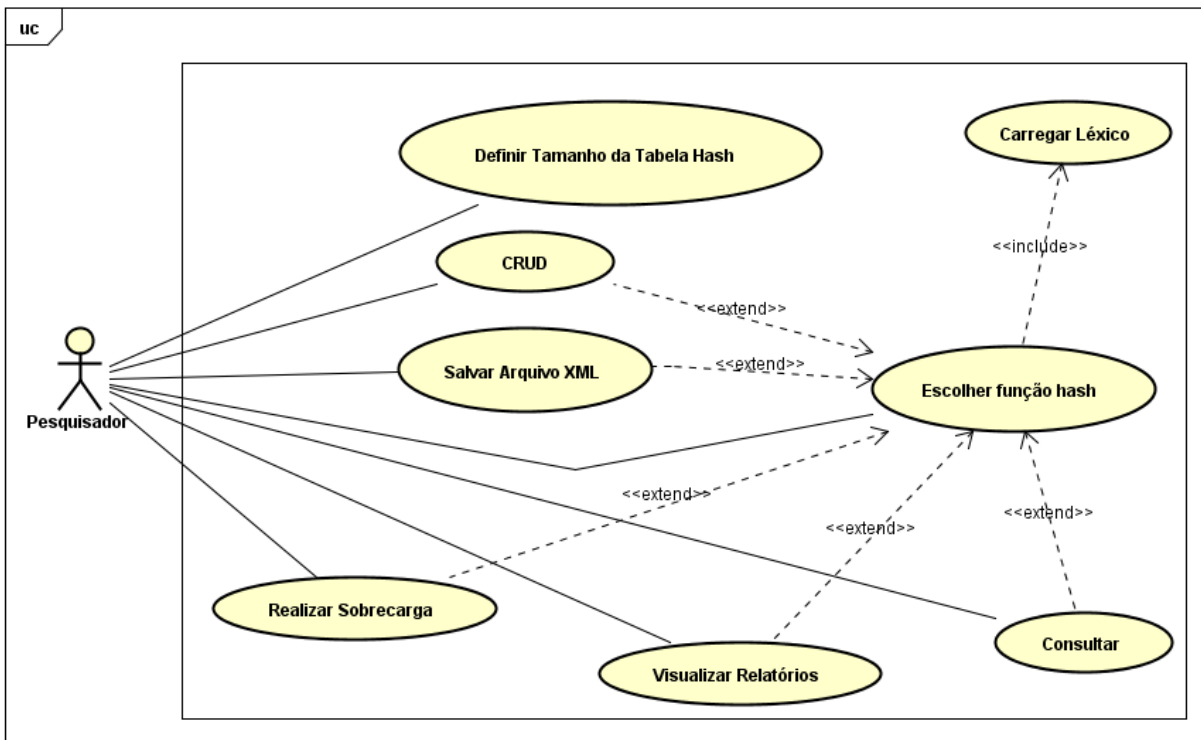 uc
Definir Tamanho da Tabela Hash
Carregar Léxico
<<include>>
CRUD
<<extend>>
Salvar Arquivo XML
<<extend>>
Escolher função hash
Pesquisador
<<extend>>
<<extend>>
<<extend>>
Realizar Sobrecarga
Visualizar Relatórios
Consultar